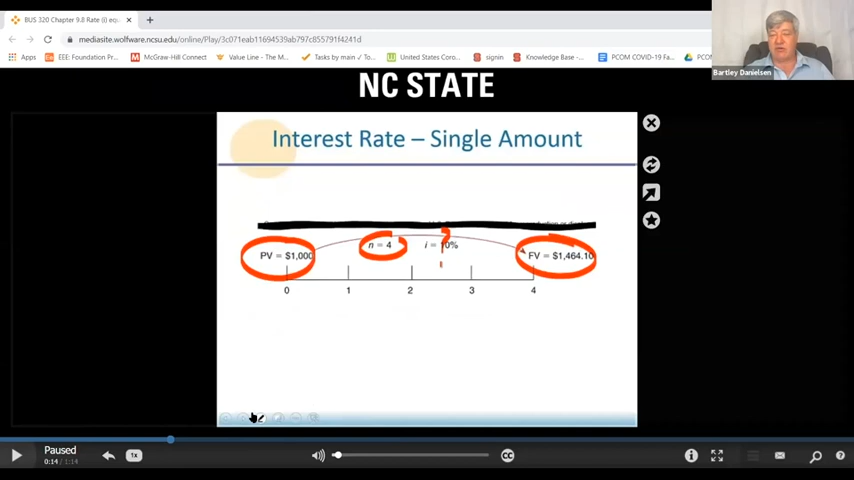 BUS 320 Chapter 9.8 Rate (i) equ
mediasite.wolfware.ncsu.edu/online/Play/3c071eab11694539ab797c855791f4241d
Apps
EEE: Foundation Pr...
McGraw-Hill Connect
Value Line - The M...
Tasks by main ✓ To...
United States Coro...
signin
Knowledge Base -...
PCOM COVID-19 Fa...
Bartley Danielsen
NC STATE
Interest Rate – Single Amount
n = 4
i = 10%
?
PV = $1,000
FV = $1,464.10
0 1 2 3 4
Paused
0:14 / 1:14
1x
CC